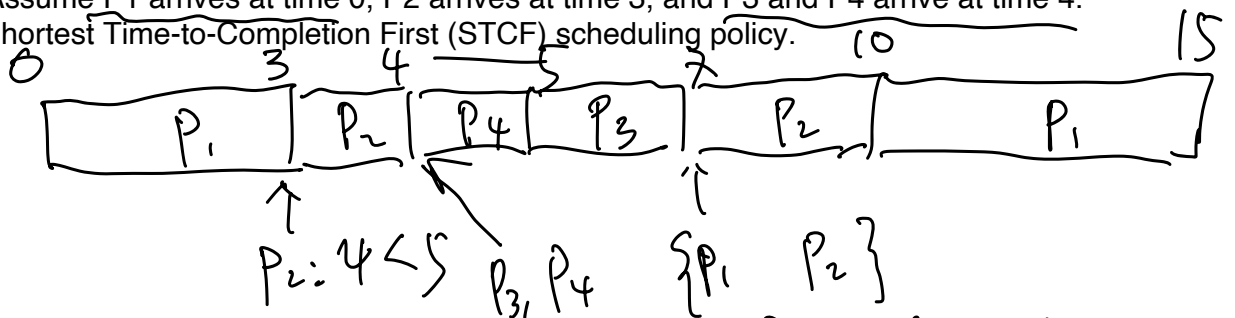 Assume P1 arrives at time 0, P2 arrives at time 3, and P3 and P4 arrive at time 4.
hortest Time-to-Completion First (STCF) scheduling policy.
0 3 4 5 7 10 15
P1 P2 P4 P3 P2 P1
P2: 4 < 5 P3, P4 {P1 P2}